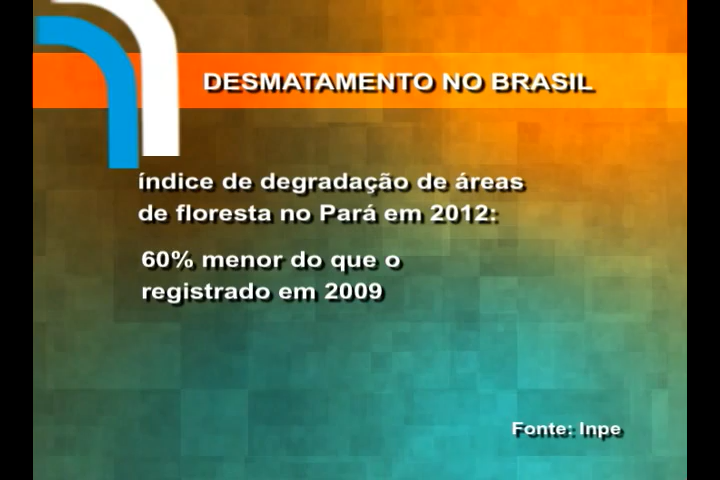 DESMATAMENTO NO BRASIL
índice de degradação de áreas
de floresta no Pará em 2012:
60% menor do que o
registrado em 2009
Fonte: Inpe